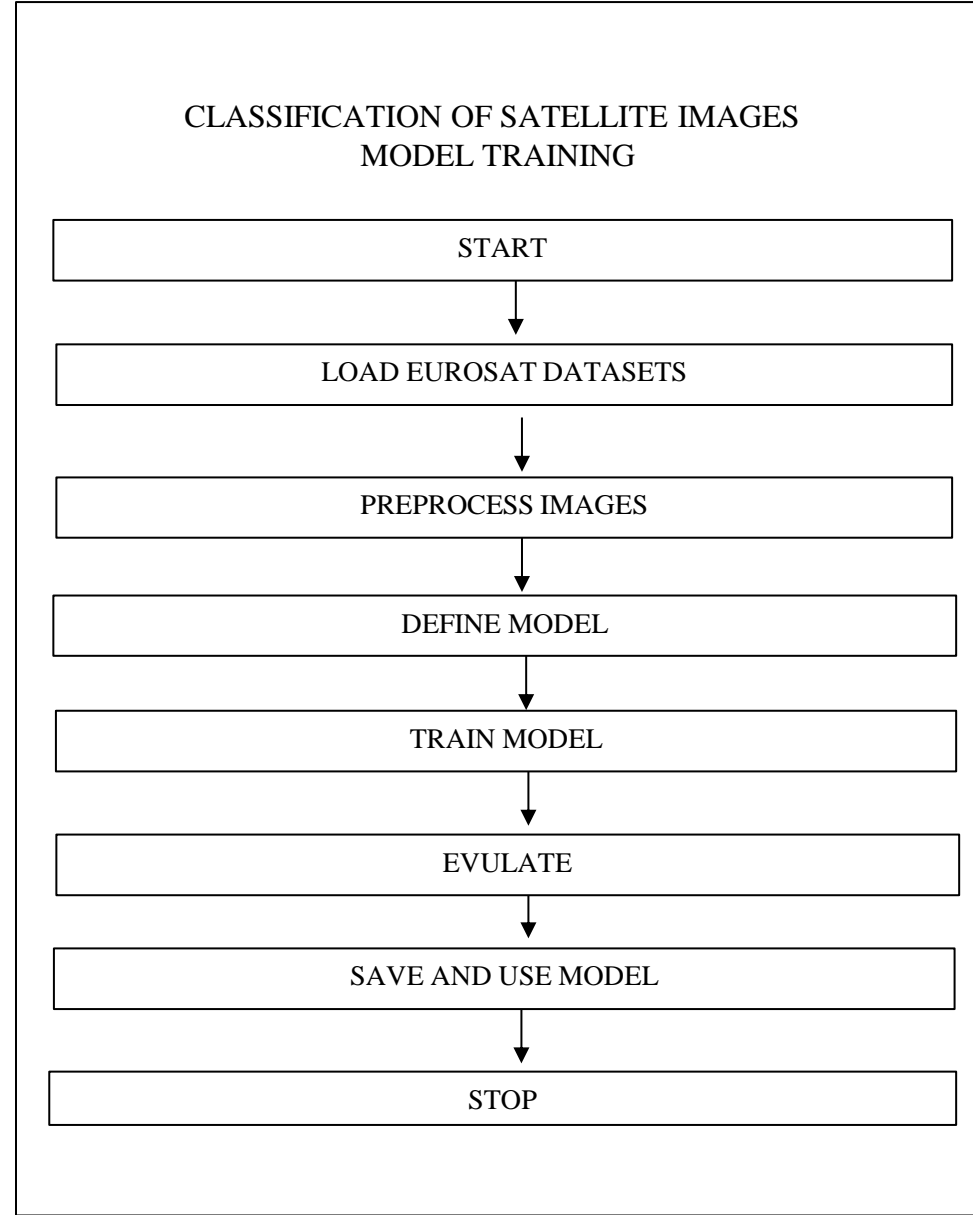 CLASSIFICATION OF SATELLITE IMAGES
MODEL TRAINING
START
LOAD EUROSAT DATASETS
PREPROCESS IMAGES
DEFINE MODEL
TRAIN MODEL
EVULATE
SAVE AND USE MODEL
STOP